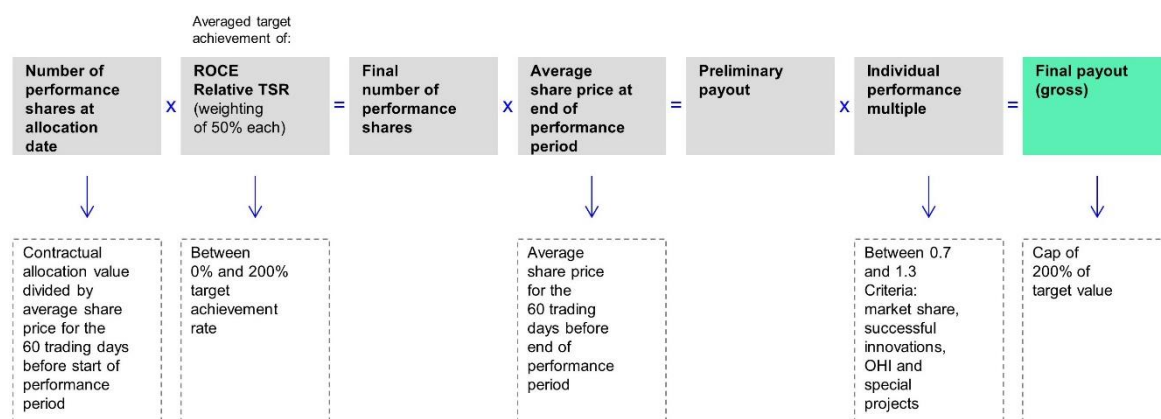 Averaged target
achievement of:
Number of
performance
shares at
allocation
date
x
ROCE
Relative TSR
(weighting
of 50% each)
=
Final
number of
performance
shares
x
Average
share price at
end of
performance
period
=
Preliminary
payout
x
Individual
performance
multiple
=
Final payout
(gross)
Contractual
allocation value
divided by
average share
price for the
60 trading days
before start of
performance
period
Between
0% and 200%
target
achievement
rate
Average
share price
for the
60 trading
days before
end of
performance
period
Between 0.7
and 1.3
Criteria:
market share,
successful
innovations,
OHI and
special
projects
Cap of
200% of
target value